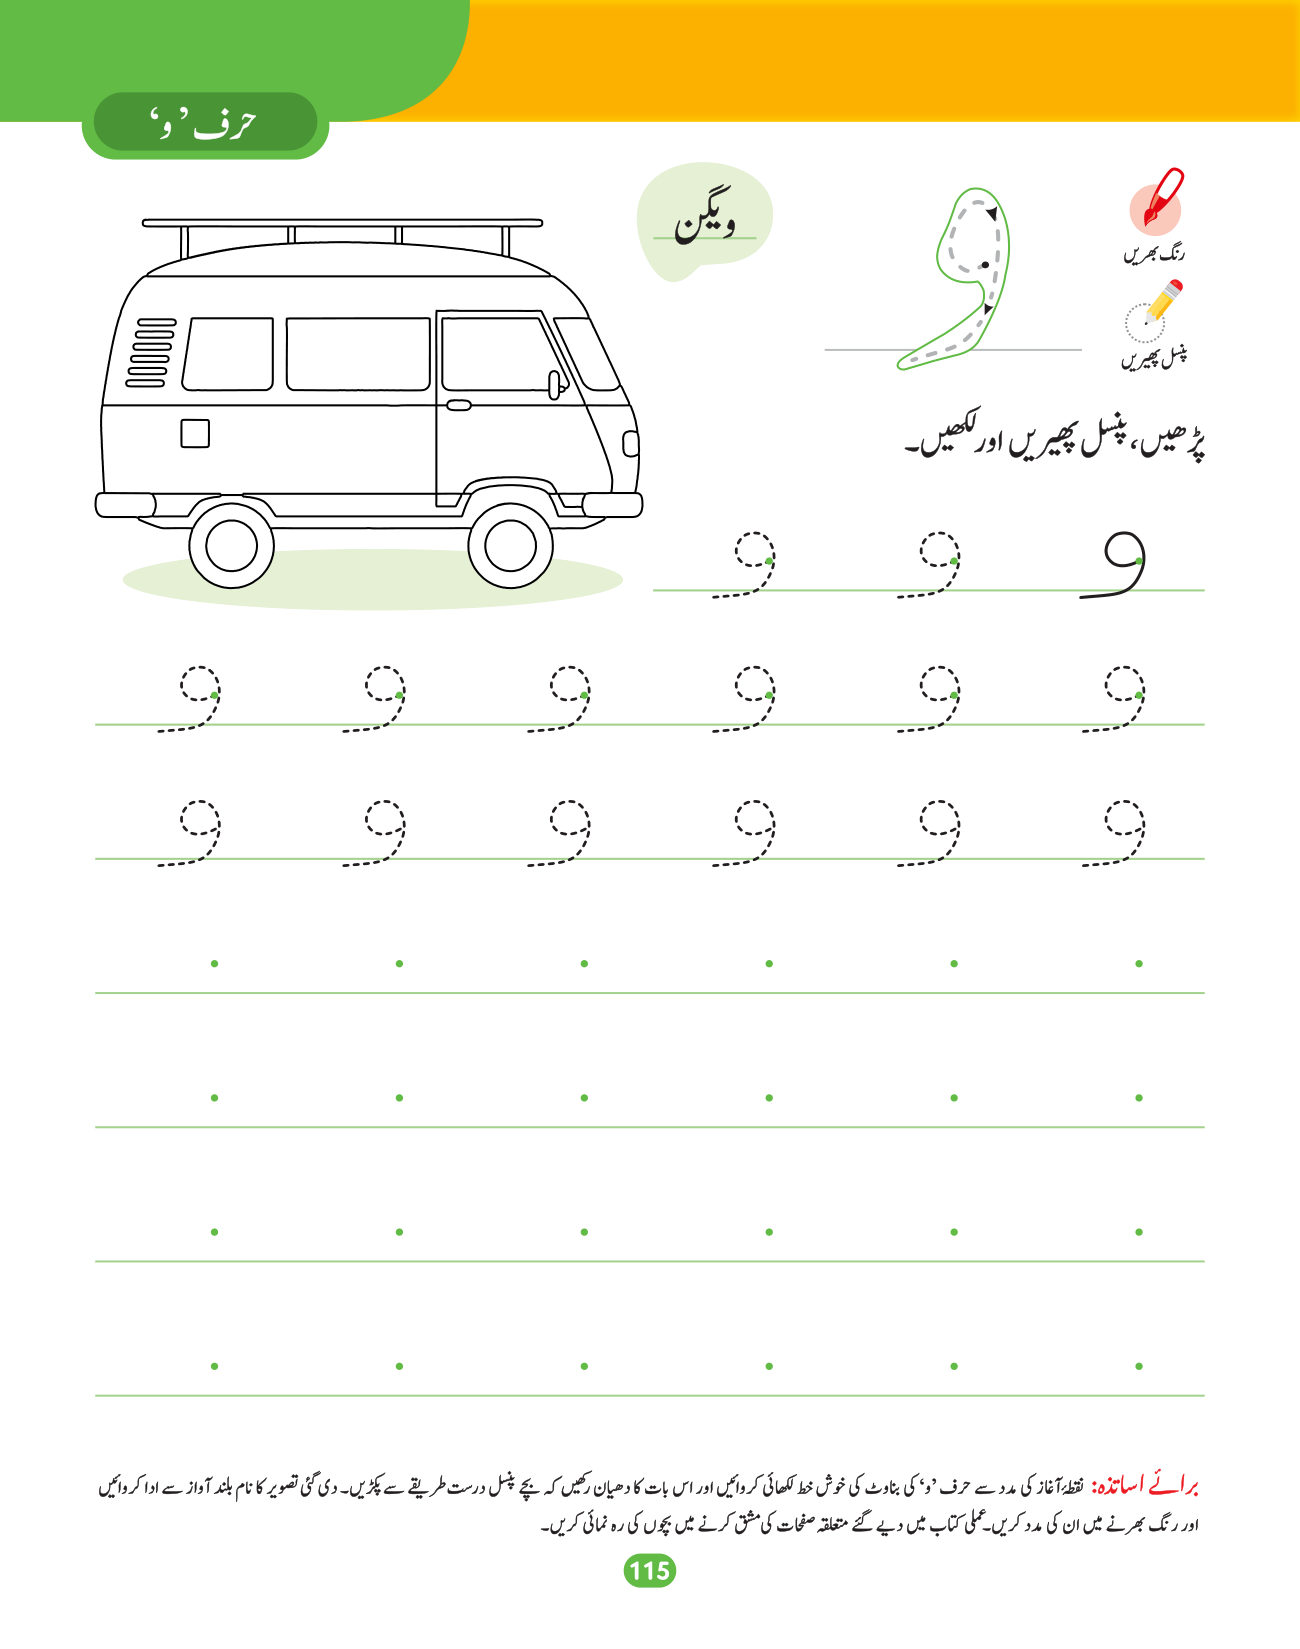 حرف ’و‘
ویگن
رنگ بھریں
پنسل پھیریں
پڑھیں، پنسل پھیریں اور لکھیں۔
و و و
و و و و و و
و و و و و و
برائے اساتذہ: نقطۂ آغاز کی مدد سے حرف ’و‘ کی بناوٹ کی خوش خط لکھائی کروائیں اور اس بات کا دھیان رکھیں کہ بچے پنسل درست طریقے سے پکڑیں۔ دی گئی تصویر کا نام بلند آواز سے ادا کروائیں
اور رنگ بھرنے میں ان کی مدد کریں۔ عملی کتاب میں دیے گئے متعلقہ صفحات کی مشق کرنے میں بچوں کی رہ نمائی کریں۔
115